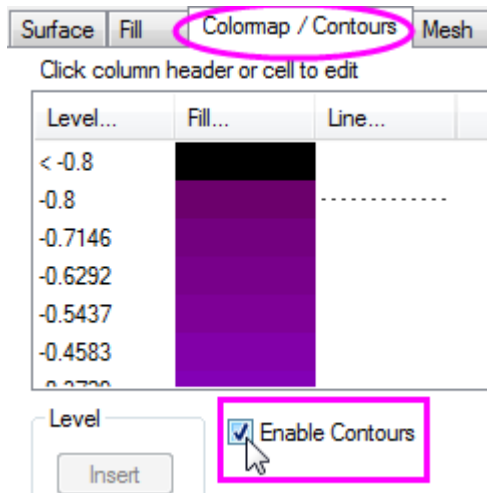 Surface Fill Colormap / Contours Mesh
Click column header or cell to edit
Level... Fill... Line...
< -0.8
-0.8
-0.7146
-0.6292
-0.5437
-0.4583
Level
Enable Contours
Insert